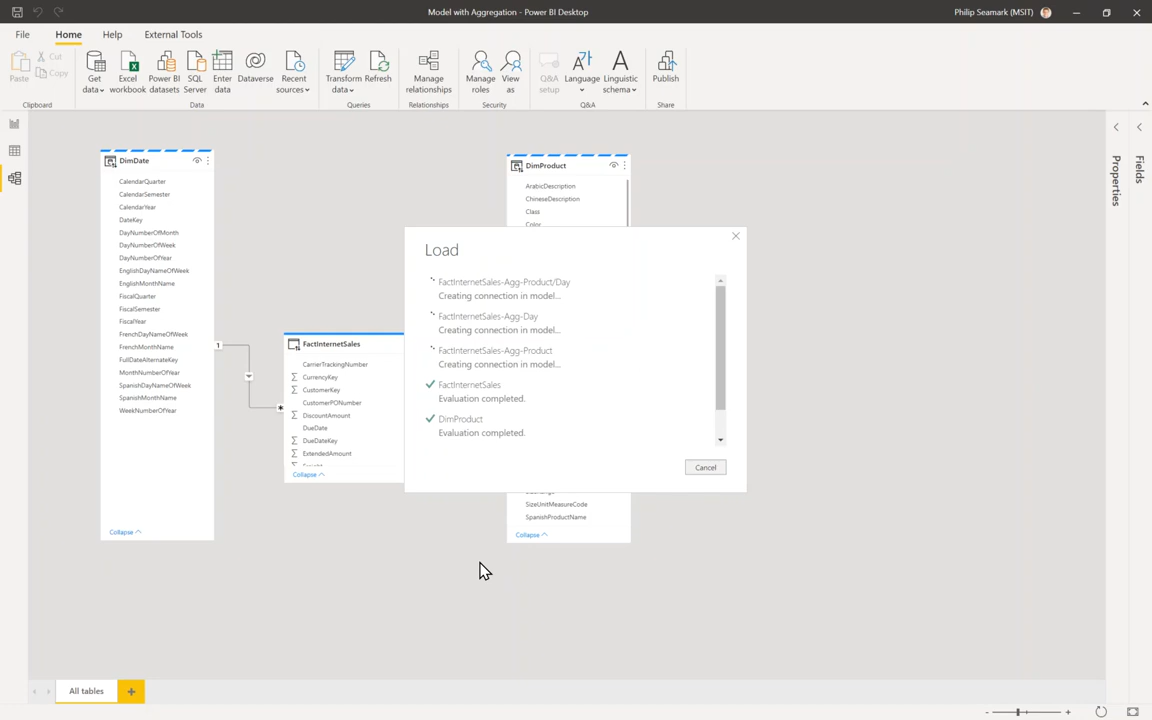 Model with Aggregation - Power BI Desktop
Philip Seamark (MSIT)
File Home Help External Tools
Paste
Cut
Copy
Get data
Excel workbook
Power BI datasets
SQL Server
Enter data
Dataverse
Recent sources
Transform data
Refresh
Manage relationships
Manage roles
View as
Q&A setup
Language
Linguistic schema
Publish
Clipboard
Data
Queries
Relationships
Security
Q&A
Share
DimDate
CalendarQuarter
CalendarSemester
CalendarYear
DateKey
DayNumberOfMonth
DayNumberOfWeek
DayNumberOfYear
EnglishDayNameOfWeek
EnglishMonthName
FiscalQuarter
FiscalSemester
FiscalYear
FrenchDayNameOfWeek
FrenchMonthName
FullDateAlternateKey
MonthNumberOfYear
SpanishDayNameOfWeek
SpanishMonthName
WeekNumberOfYear
Collapse
1
*
FactInternetSales
CarrierTrackingNumber
CurrencyKey
CustomerKey
CustomerPONumber
DiscountAmount
DueDate
DueDateKey
ExtendedAmount
Collapse
DimProduct
ArabicDescription
ChineseDescription
Class
Color
SizeUnitMeasureCode
SpanishProductName
Collapse
Load
FactInternetSales-Agg-Product/Day
Creating connection in model...
FactInternetSales-Agg-Day
Creating connection in model...
FactInternetSales-Agg-Product
Creating connection in model...
FactInternetSales
Evaluation completed.
DimProduct
Evaluation completed.
Cancel
Properties
Fields
All tables